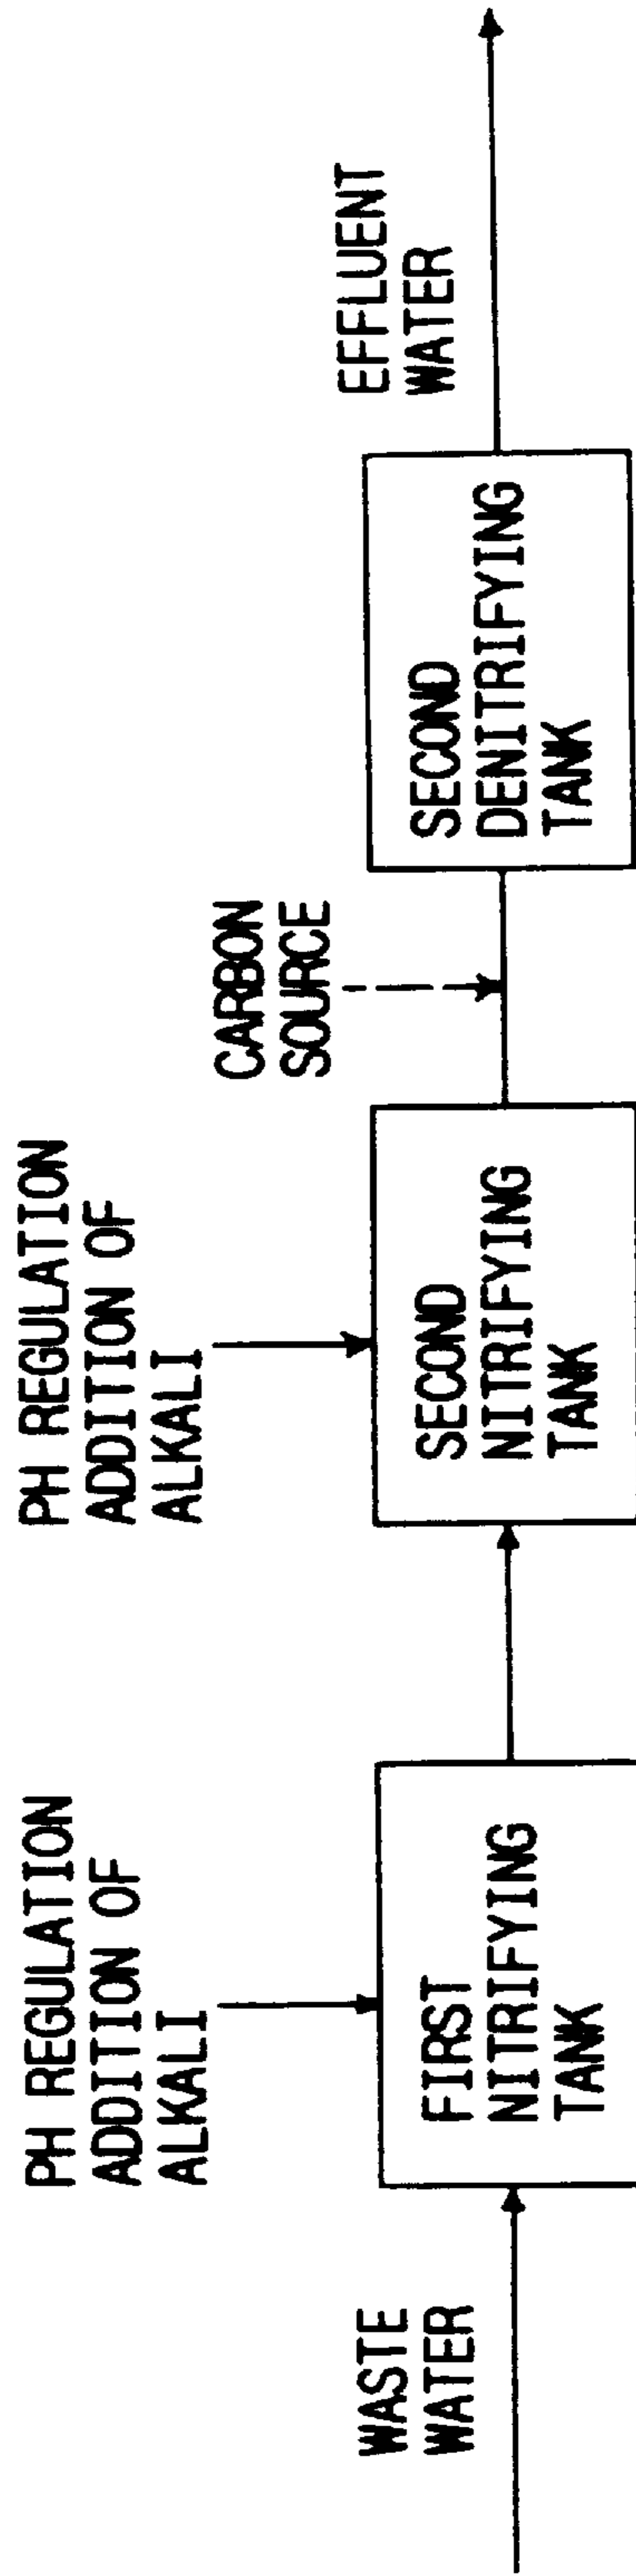 WASTE
WATER
PH REGULATION
ADDITION OF
ALKALI
FIRST
NITRIFYING
TANK
PH REGULATION
ADDITION OF
ALKALI
SECOND
NITRIFYING
TANK
CARBON
SOURCE
SECOND
DENITRIFYING
TANK
EFFLUENT
WATER